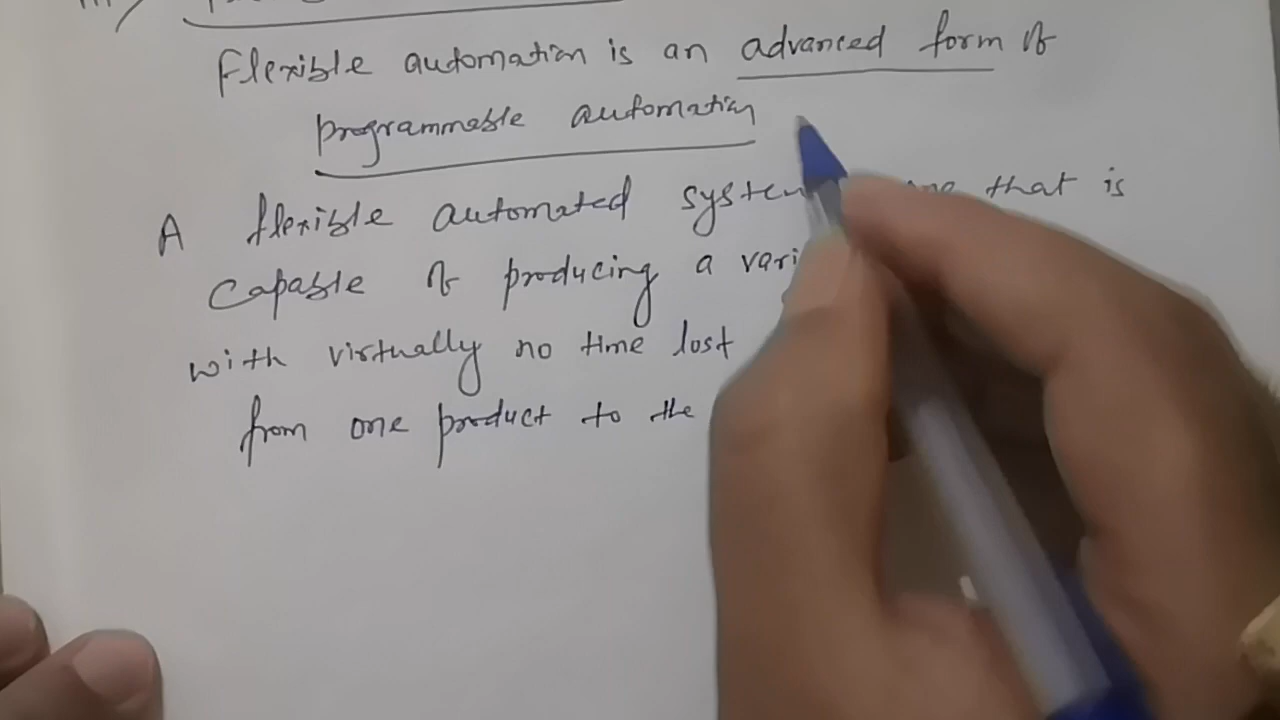 Flexible automation is an advanced form of
programmable automation
A flexible automated system one that is
capable of producing a
with virtually no time lost
from one product to the